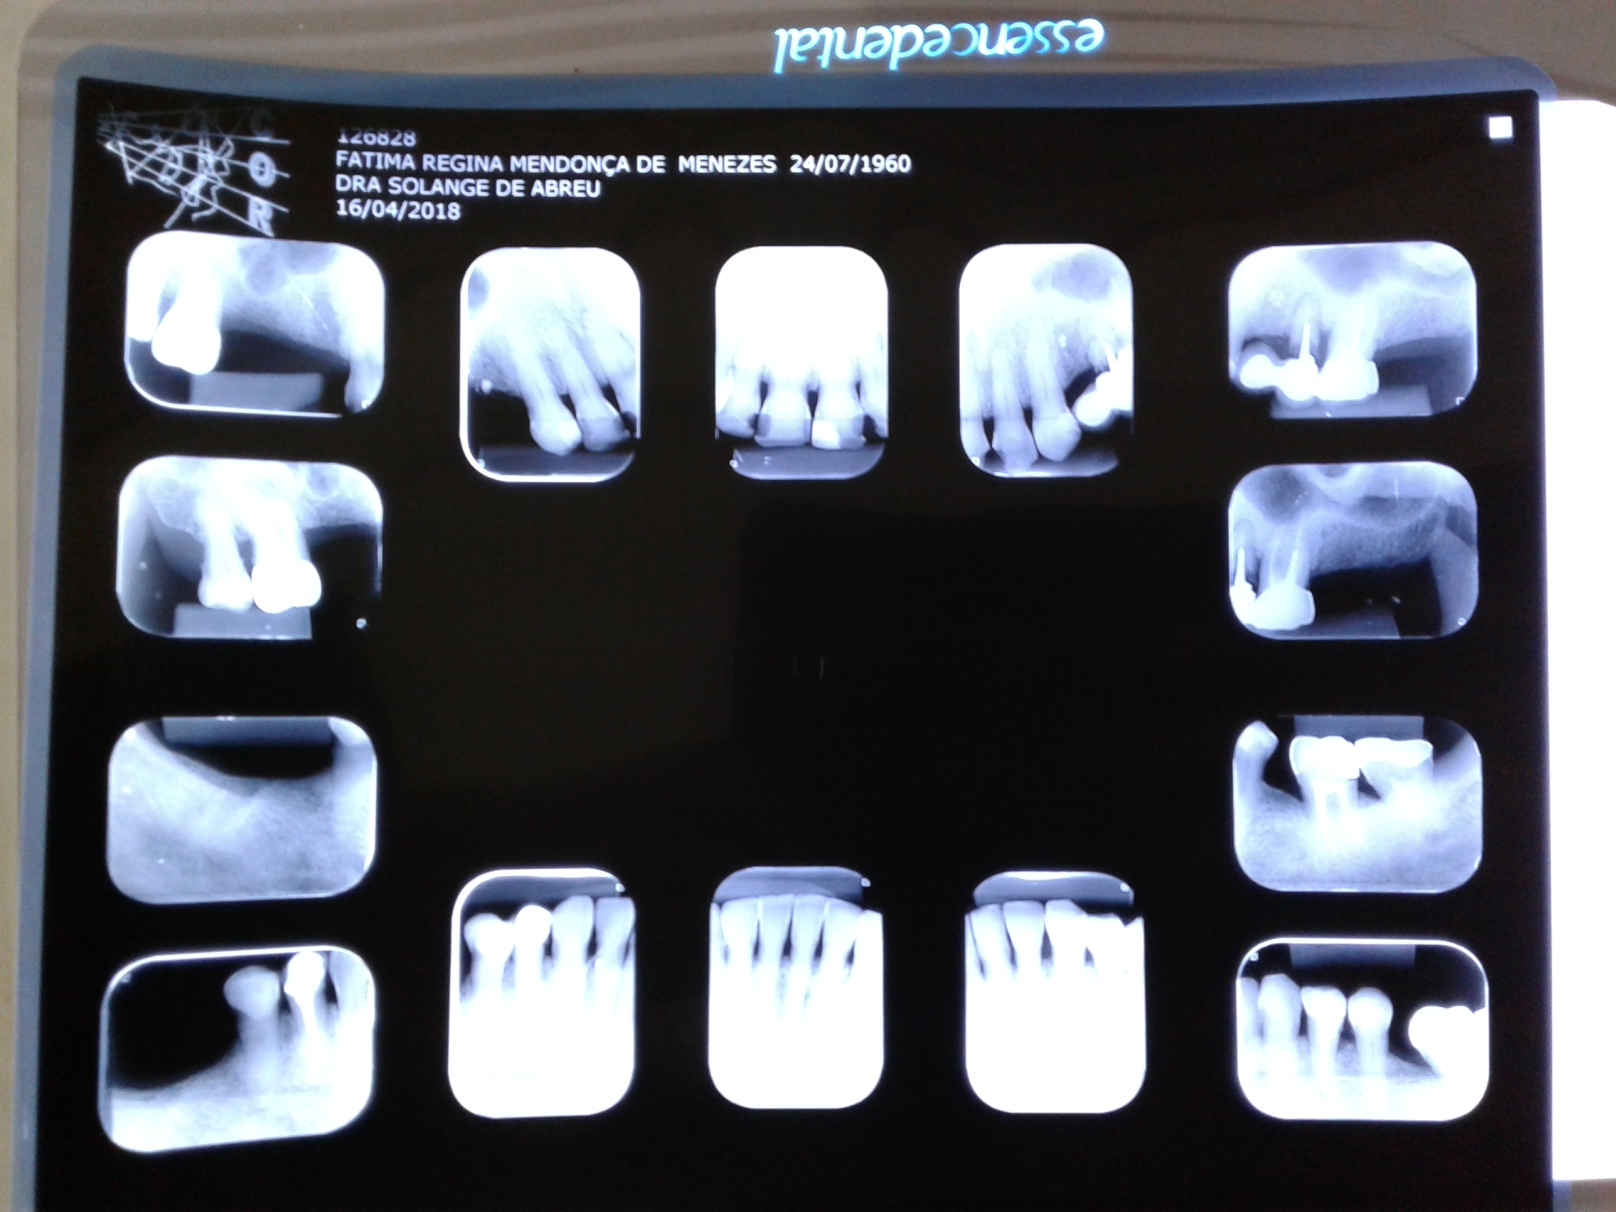 essencedental
126828
FATIMA REGINA MENDONÇA DE MENEZES 24/07/1960
DRA SOLANGE DE ABREU
16/04/2018
C
O
R